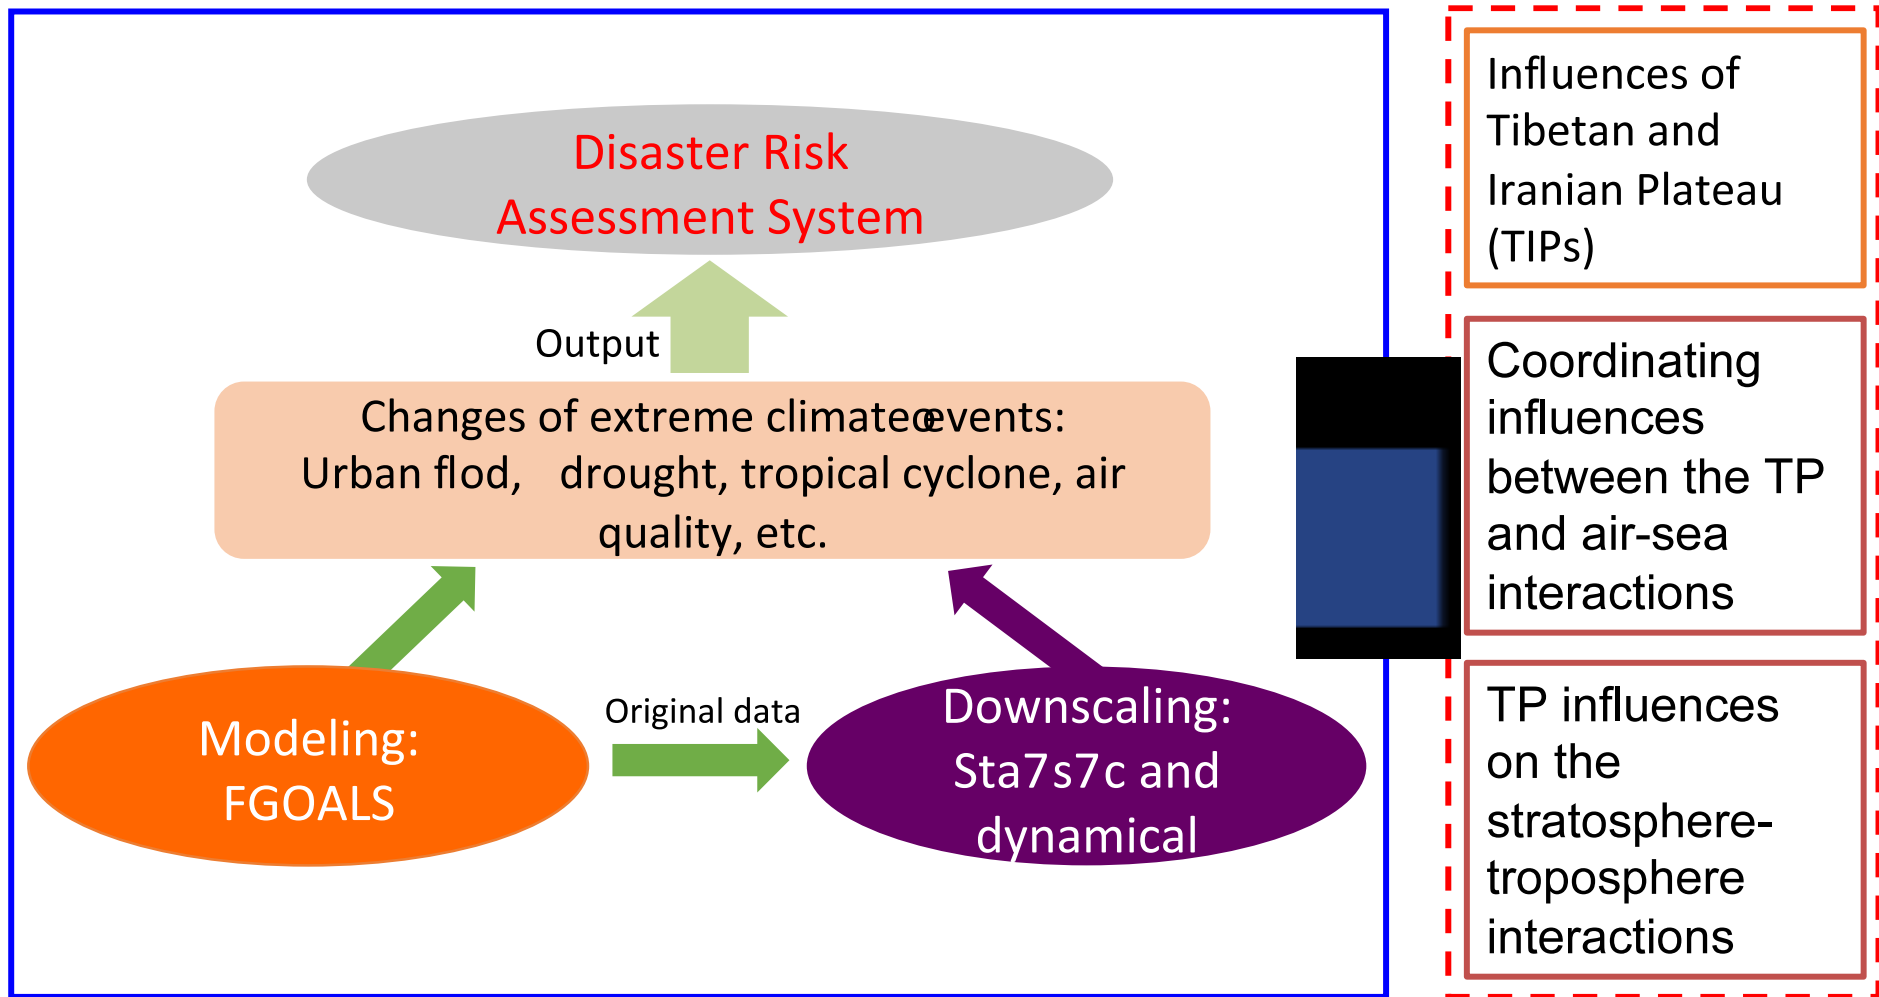 Disaster Risk
Assessment System
Output
Changes of extreme climateoevents:
Urban flod, drought, tropical cyclone, air
quality, etc.
Modeling:
FGOALS
Original data
Downscaling:
Sta7s7c and
dynamical
Influences of
Tibetan and
Iranian Plateau
(TIPs)
Coordinating
influences
between the TP
and air-sea
interactions
TP influences
on the
stratosphere-
troposphere
interactions